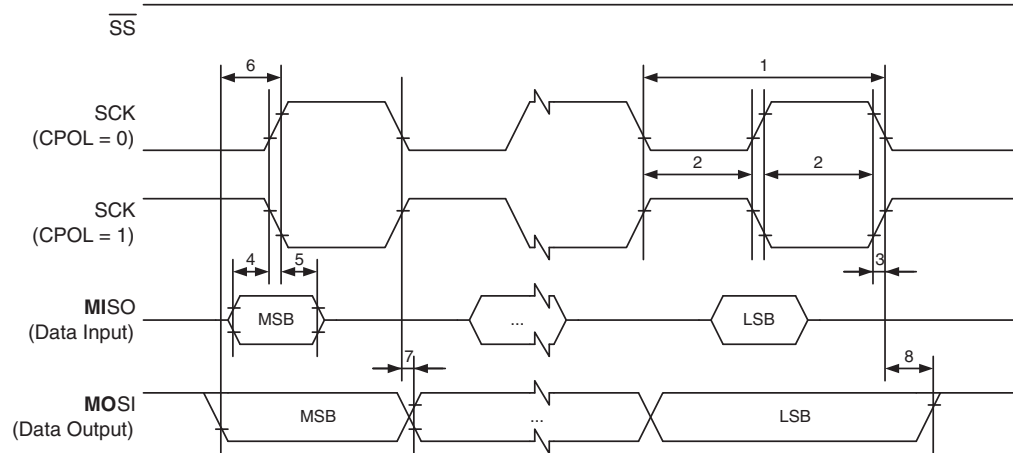 SS
6
1
SCK
(CPOL = 0)
2
2
SCK
(CPOL = 1)
4
5
3
MISO
(Data Input)
MSB
...
LSB
7
8
MOSI
(Data Output)
MSB
...
LSB